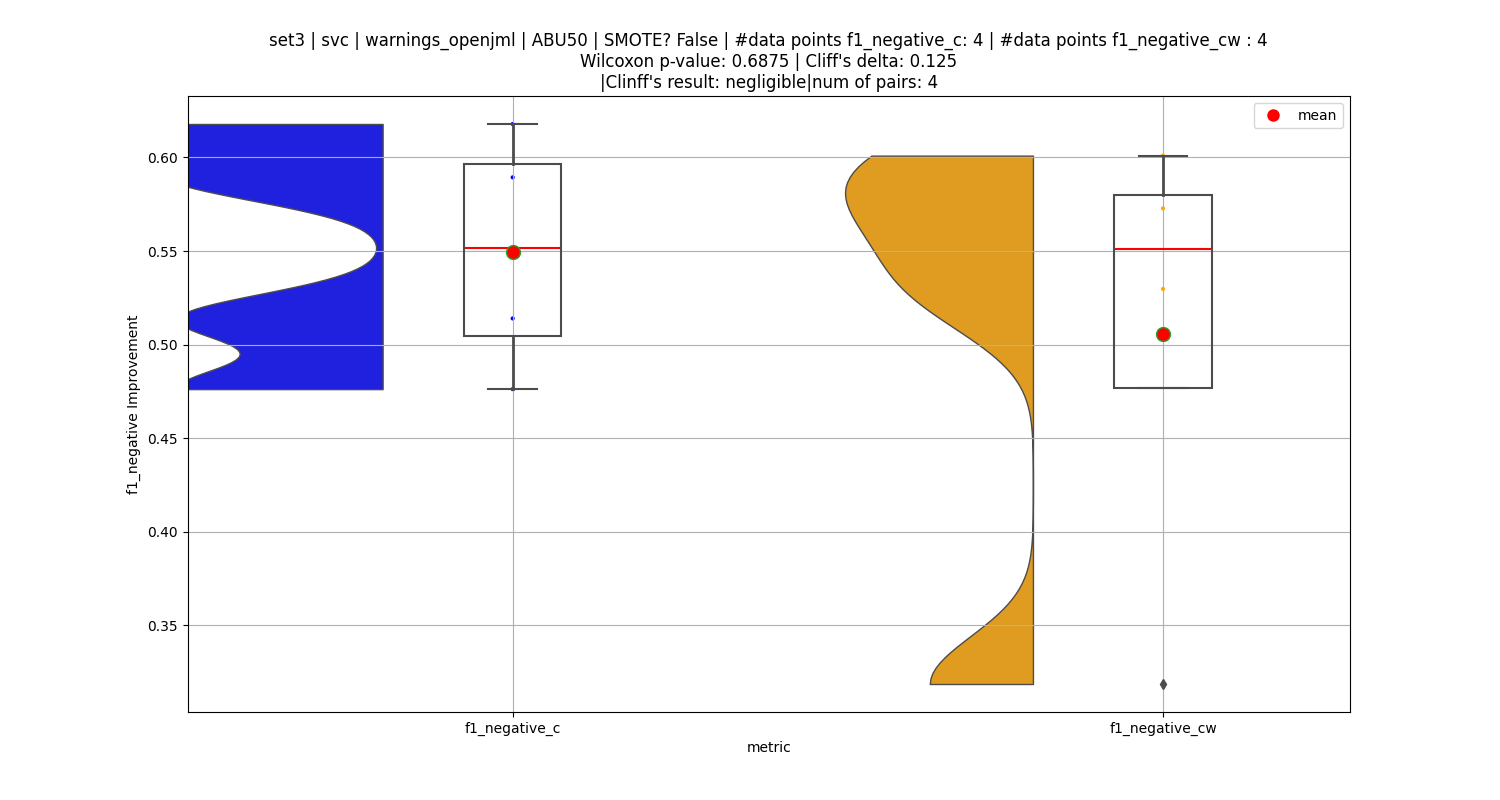 set3 | svc | warnings_openjml | ABU50 | SMOTE? False | #data points f1_negative_c: 4 | #data points f1_negative_cw : 4
Wilcoxon p-value: 0.6875 | Cliff's delta: 0.125
|Clinff's result: negligible|num of pairs: 4
mean
0.60
0.55
0.50
0.45
0.40
0.35
f1_negative Improvement
f1_negative_c
f1_negative_cw
metric